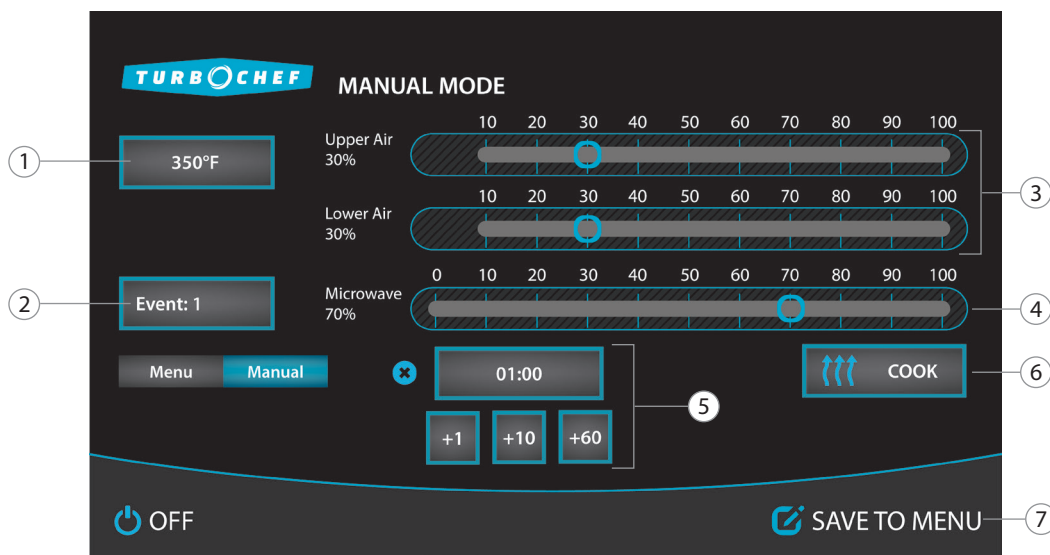 TURBOCHEF
MANUAL MODE
10 20 30 40 50 60 70 80 90 100
Upper Air
30%
1
350°F
3
10 20 30 40 50 60 70 80 90 100
Lower Air
30%
0 10 20 30 40 50 60 70 80 90 100
2
Event: 1
Microwave
70%
4
Menu Manual
01:00
COOK
6
5
+1 +10 +60
OFF
SAVE TO MENU
7